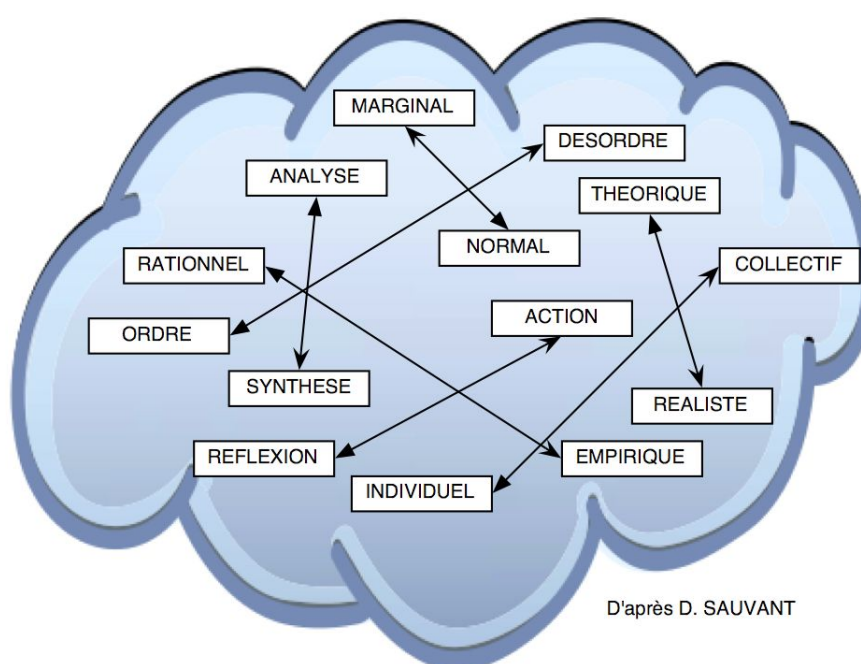 MARGINAL
DESORDRE
ANALYSE
THEORIQUE
NORMAL
RATIONNEL
COLLECTIF
ACTION
ORDRE
SYNTHESE
REALISTE
REFLEXION
EMPIRIQUE
INDIVIDUEL
D'après D. SAUVANT